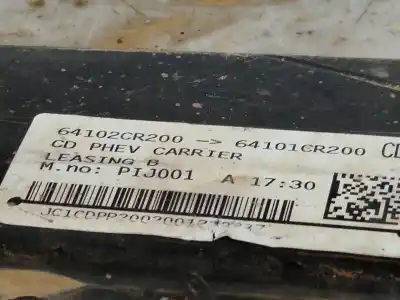 64102CR200 -> 64101CR200 CD
CD PHEV CARRIER
LEASING B
M.no: PIJ001 A 17:30